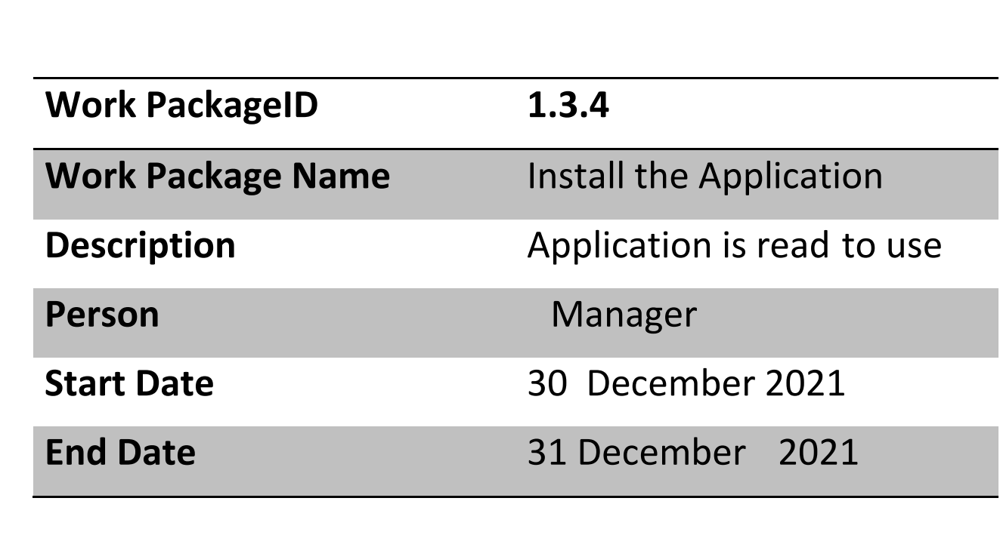 Work PackageID 1.3.4
Work Package Name Install the Application
Description Application is read to use
Person Manager
Start Date 30 December 2021
End Date 31 December 2021